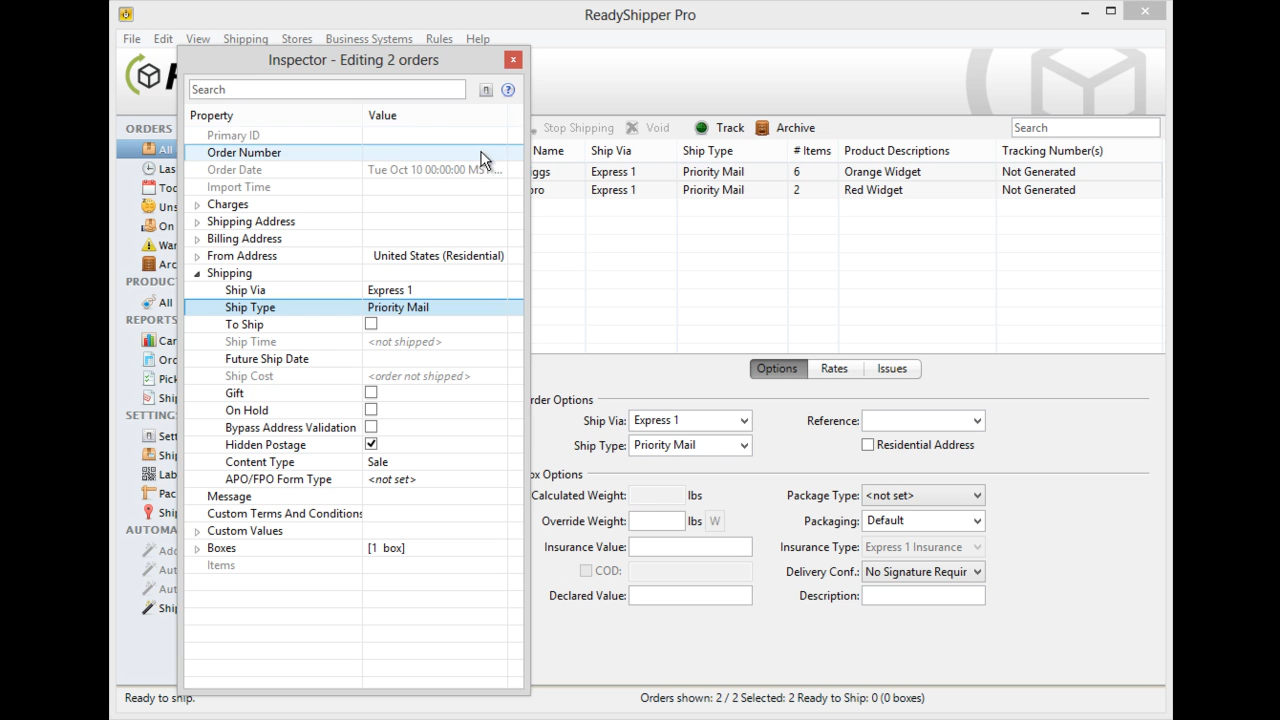 ReadyShipper Pro
File Edit View Shipping Stores Business Systems Rules Help
Inspector - Editing 2 orders
Search
Property Value
Primary ID
Order Number
Order Date Tue Oct 10 00:00:00 MS
Import Time
Charges
Shipping Address
Billing Address
From Address United States (Residential)
Shipping
Ship Via Express 1
Ship Type Priority Mail
To Ship
Ship Time <not shipped>
Future Ship Date
Ship Cost <order not shipped>
Gift
On Hold
Bypass Address Validation
Hidden Postage
Content Type Sale
APO/FPO Form Type <not set>
Message
Custom Terms And Conditions
Custom Values
Boxes [1 box]
Items
ORDERS
All
Las
Too
Uns
On
War
Arc
PRODUC
All
REPORTS
Car
Orc
Pick
Ship
SETTING
Sett
Ship
Lab
Pac
Ship
AUTOMA
Add
Aut
Aut
Ship
Stop Shipping Void Track Archive Search
Name Ship Via Ship Type # Items Product Descriptions Tracking Number(s)
ggs Express 1 Priority Mail 6 Orange Widget Not Generated
oro Express 1 Priority Mail 2 Red Widget Not Generated
Options Rates Issues
rder Options
Ship Via: Express 1 Reference:
Ship Type: Priority Mail Residential Address
ox Options
Calculated Weight: lbs Package Type: <not set>
Override Weight: lbs W Packaging: Default
Insurance Value: Insurance Type: Express 1 Insurance
COD: Delivery Conf.: No Signature Requir
Declared Value: Description:
Ready to ship. Orders shown: 2 / 2 Selected: 2 Ready to Ship: 0 (0 boxes)